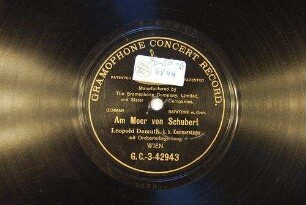 GRAMOPHONE CONCERT RECORD.
Manufactured by
The Gramophone Company, Limited,
and Sister Companies.
GERMAN
Am Meer von Schubert
Leopold Demuth, k. k. Kammersänger
mit Orchesterbegleitung
WIEN
G.C.-3-42943